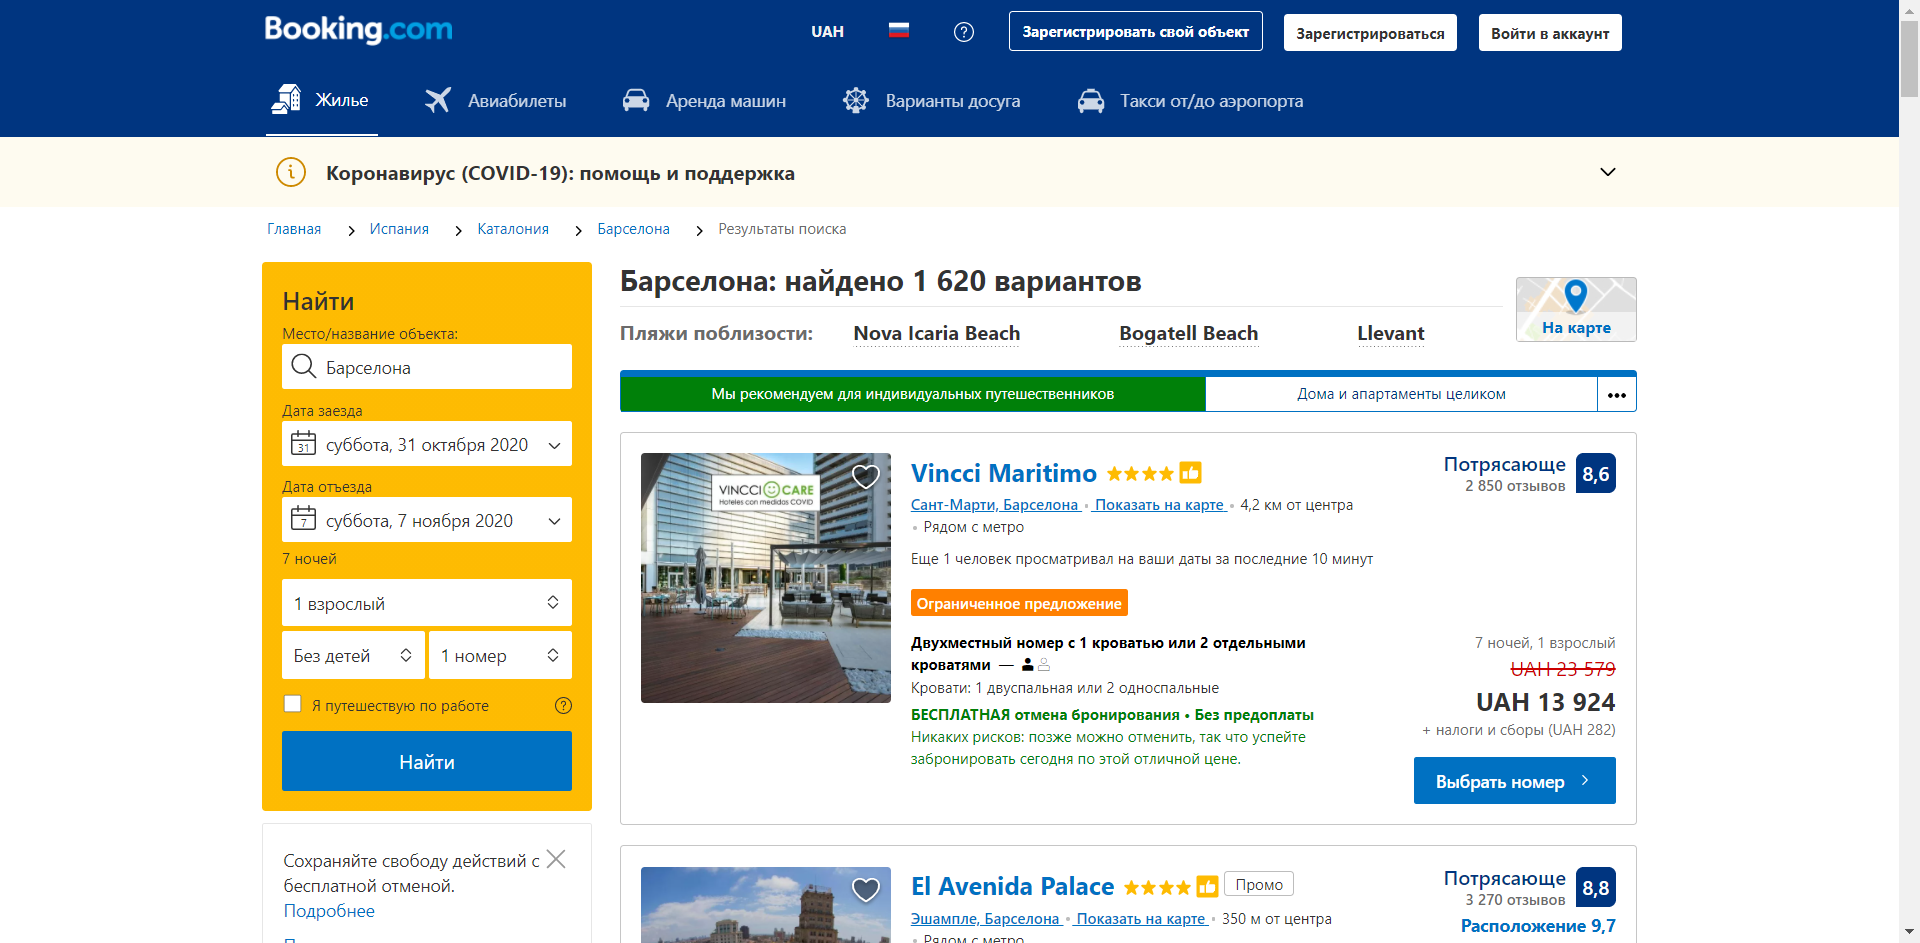 Booking.com
UAH
Зарегистрировать свой объект
Зарегистрироваться
Войти в аккаунт
Жилье
Авиабилеты
Аренда машин
Варианты досуга
Такси от/до аэропорта
Коронавирус (COVID-19): помощь и поддержка
Главная
Испания
Каталония
Барселона
Результаты поиска
Найти
Место/название объекта:
Барселона
Дата заезда
31
суббота, 31 октября 2020
Дата отъезда
7
суббота, 7 ноября 2020
7 ночей
1 взрослый
Без детей
1 номер
Я путешествую по работе
Найти
Сохраняйте свободу действий с
бесплатной отменой.
Подробнее
Барселона: найдено 1 620 вариантов
Пляжи поблизости:
Nova Icaria Beach
Bogatell Beach
Llevant
На карте
Мы рекомендуем для индивидуальных путешественников
Дома и апартаменты целиком
VINCCI CARE
Hoteles con medidas COVID
Vincci Maritimo
Сант-Марти, Барселона • Показать на карте • 4,2 км от центра
• Рядом с метро
Еще 1 человек просматривал на ваши даты за последние 10 минут
Ограниченное предложение
Двухместный номер с 1 кроватью или 2 отдельными
кроватями —
Кровати: 1 двуспальная или 2 односпальные
БЕСПЛАТНАЯ отмена бронирования • Без предоплаты
Никаких рисков: позже можно отменить, так что успейте
забронировать сегодня по этой отличной цене.
Потрясающе
2 850 отзывов
8,6
7 ночей, 1 взрослый
UAH 23 579
UAH 13 924
+ налоги и сборы (UAH 282)
Выбрать номер
El Avenida Palace
Промо
Эшампле, Барселона • Показать на карте • 350 м от центра
• Рядом с метро
Потрясающе
3 270 отзывов
8,8
Расположение 9,7